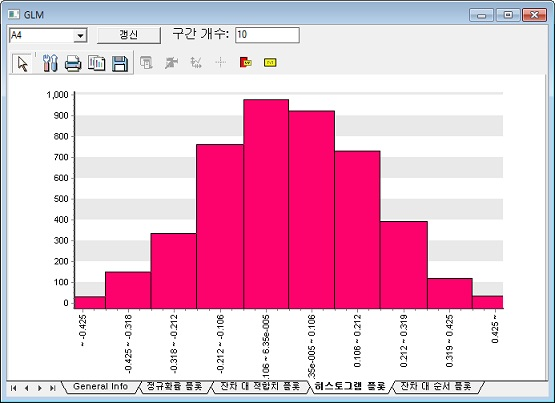 GLM
A4 갱신 구간 개수: 10
1,000
900
800
700
600
500
400
300
200
100
0
~ -0.425
-0.425 ~ -0.318
-0.318 ~ -0.212
-0.212 ~ -0.106
.106 ~ 6.35e-005
.35e-005 ~ 0.106
0.106 ~ 0.212
0.212 ~ 0.319
0.319 ~ 0.425
0.425 ~
General Info 정규확률 플롯 잔차 대 적합치 플롯 히스토그램 플롯 잔차 대 순서 플롯